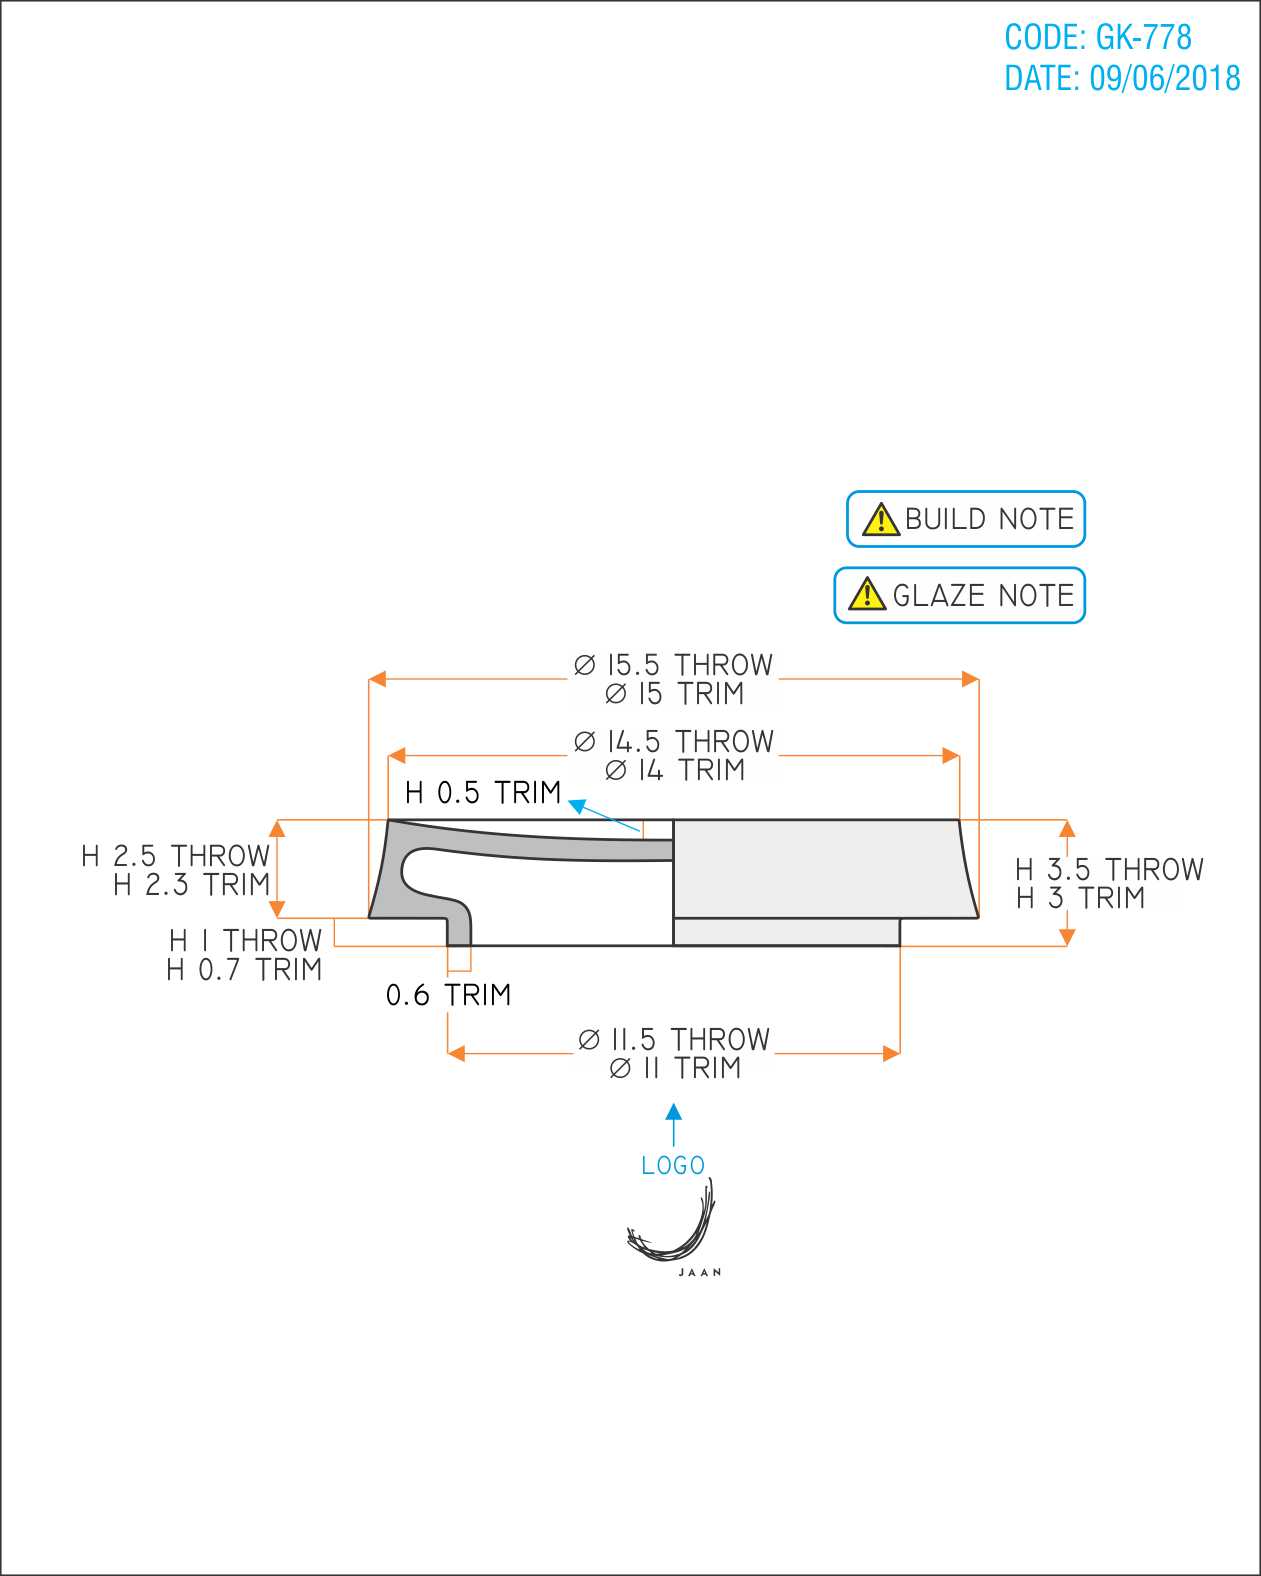 CODE: GK-778
DATE: 09/06/2018
BUILD NOTE
GLAZE NOTE
Ø 15.5 THROW
Ø 15 TRIM
Ø 14.5 THROW
Ø 14 TRIM
H 0.5 TRIM
H 2.5 THROW
H 2.3 TRIM
H 3.5 THROW
H 3 TRIM
H 1 THROW
H 0.7 TRIM
0.6 TRIM
Ø 11.5 THROW
Ø 11 TRIM
LOGO
JAAN